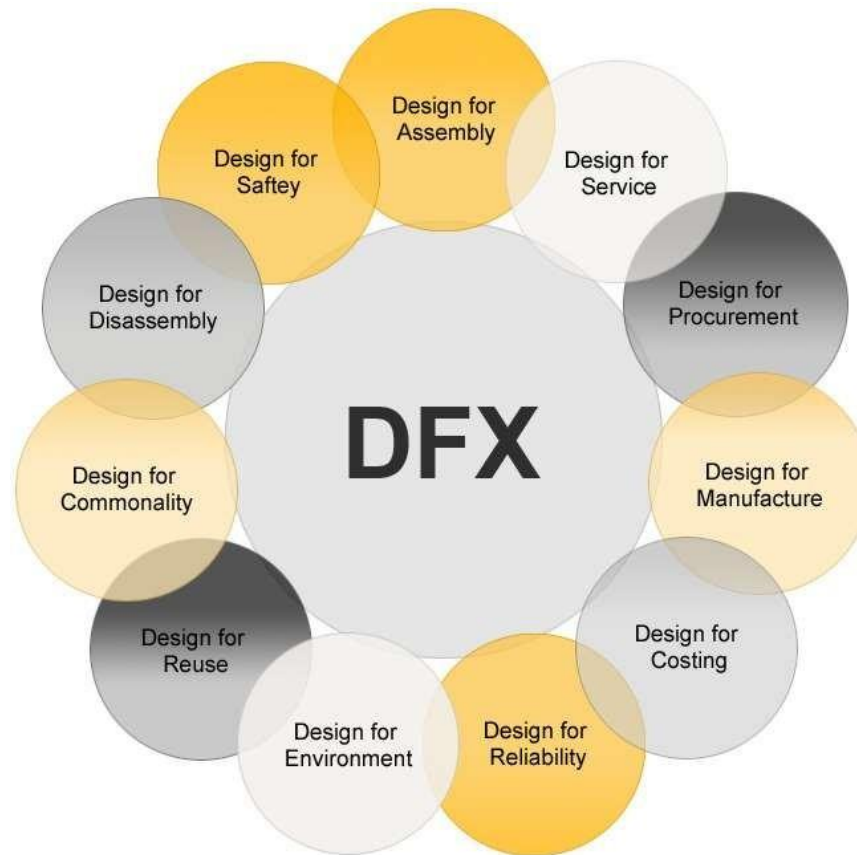 Design for
Assembly
Design for
Service
Design for
Procurement
Design for
Manufacture
Design for
Costing
Design for
Reliability
Design for
Environment
Design for
Reuse
Design for
Commonality
Design for
Disassembly
Design for
Saftey
DFX